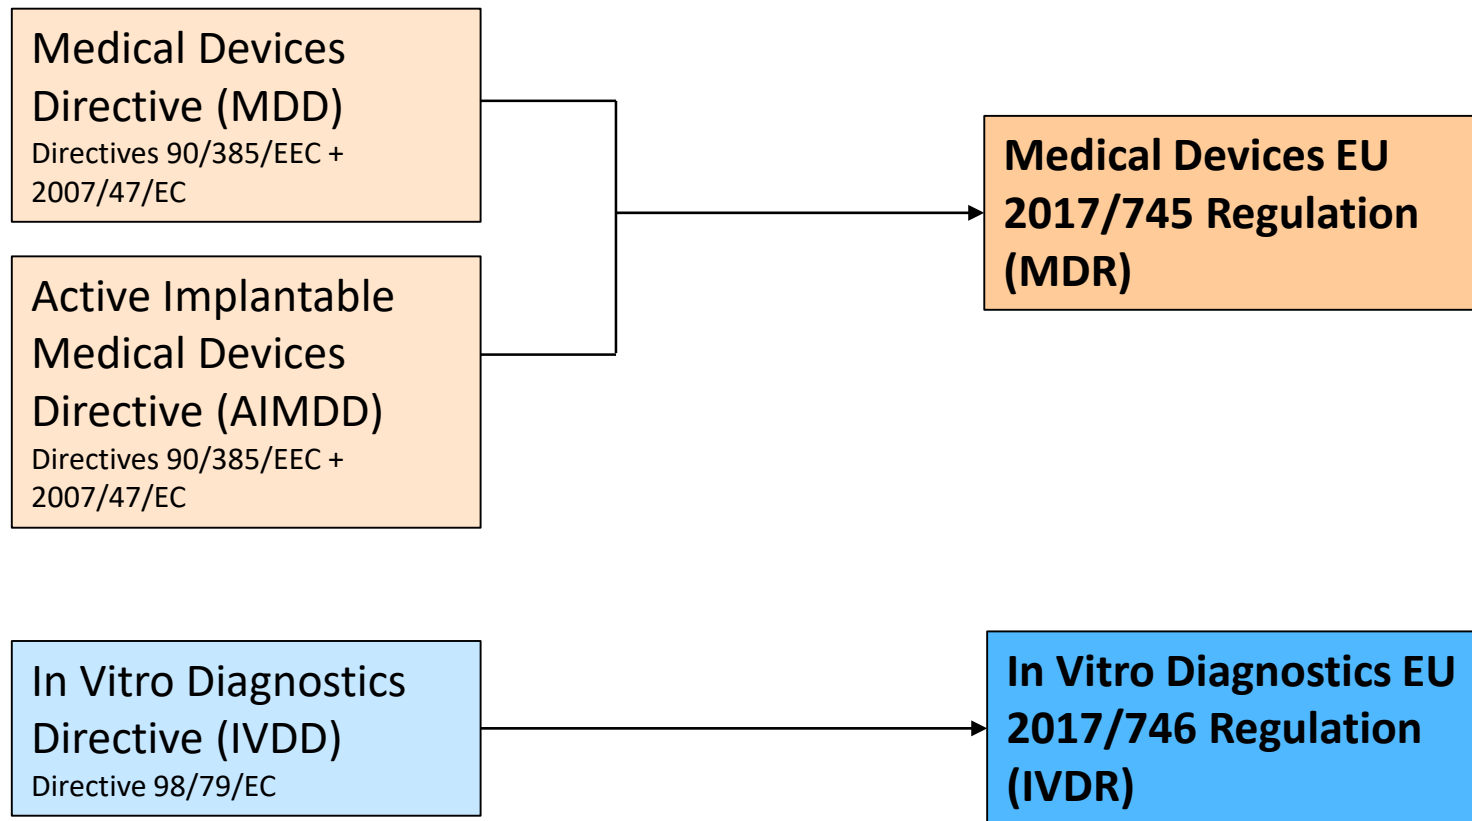 Medical Devices
Directive (MDD)
Directives 90/385/EEC +
2007/47/EC
Active Implantable
Medical Devices
Directive (AIMDD)
Directives 90/385/EEC +
2007/47/EC
Medical Devices EU
2017/745 Regulation
(MDR)
In Vitro Diagnostics
Directive (IVDD)
Directive 98/79/EC
In Vitro Diagnostics EU
2017/746 Regulation
(IVDR)